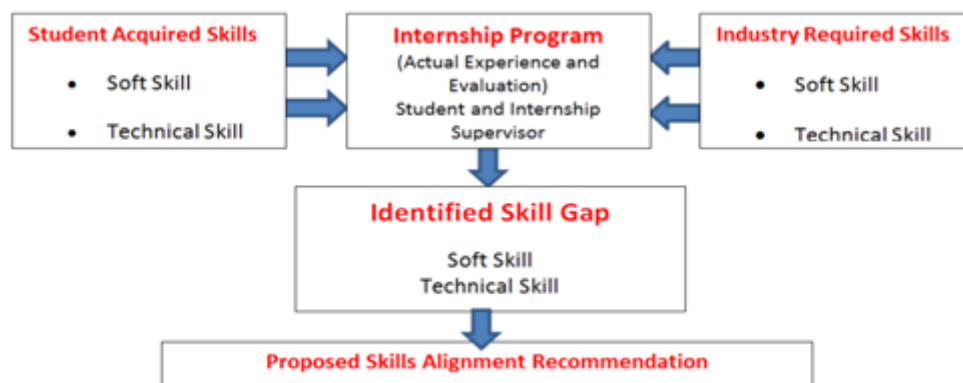 Student Acquired Skills
• Soft Skill
• Technical Skill
Internship Program
(Actual Experience and
Evaluation)
Student and Internship
Supervisor
Industry Required Skills
• Soft Skill
• Technical Skill
Identified Skill Gap
Soft Skill
Technical Skill
Proposed Skills Alignment Recommendation